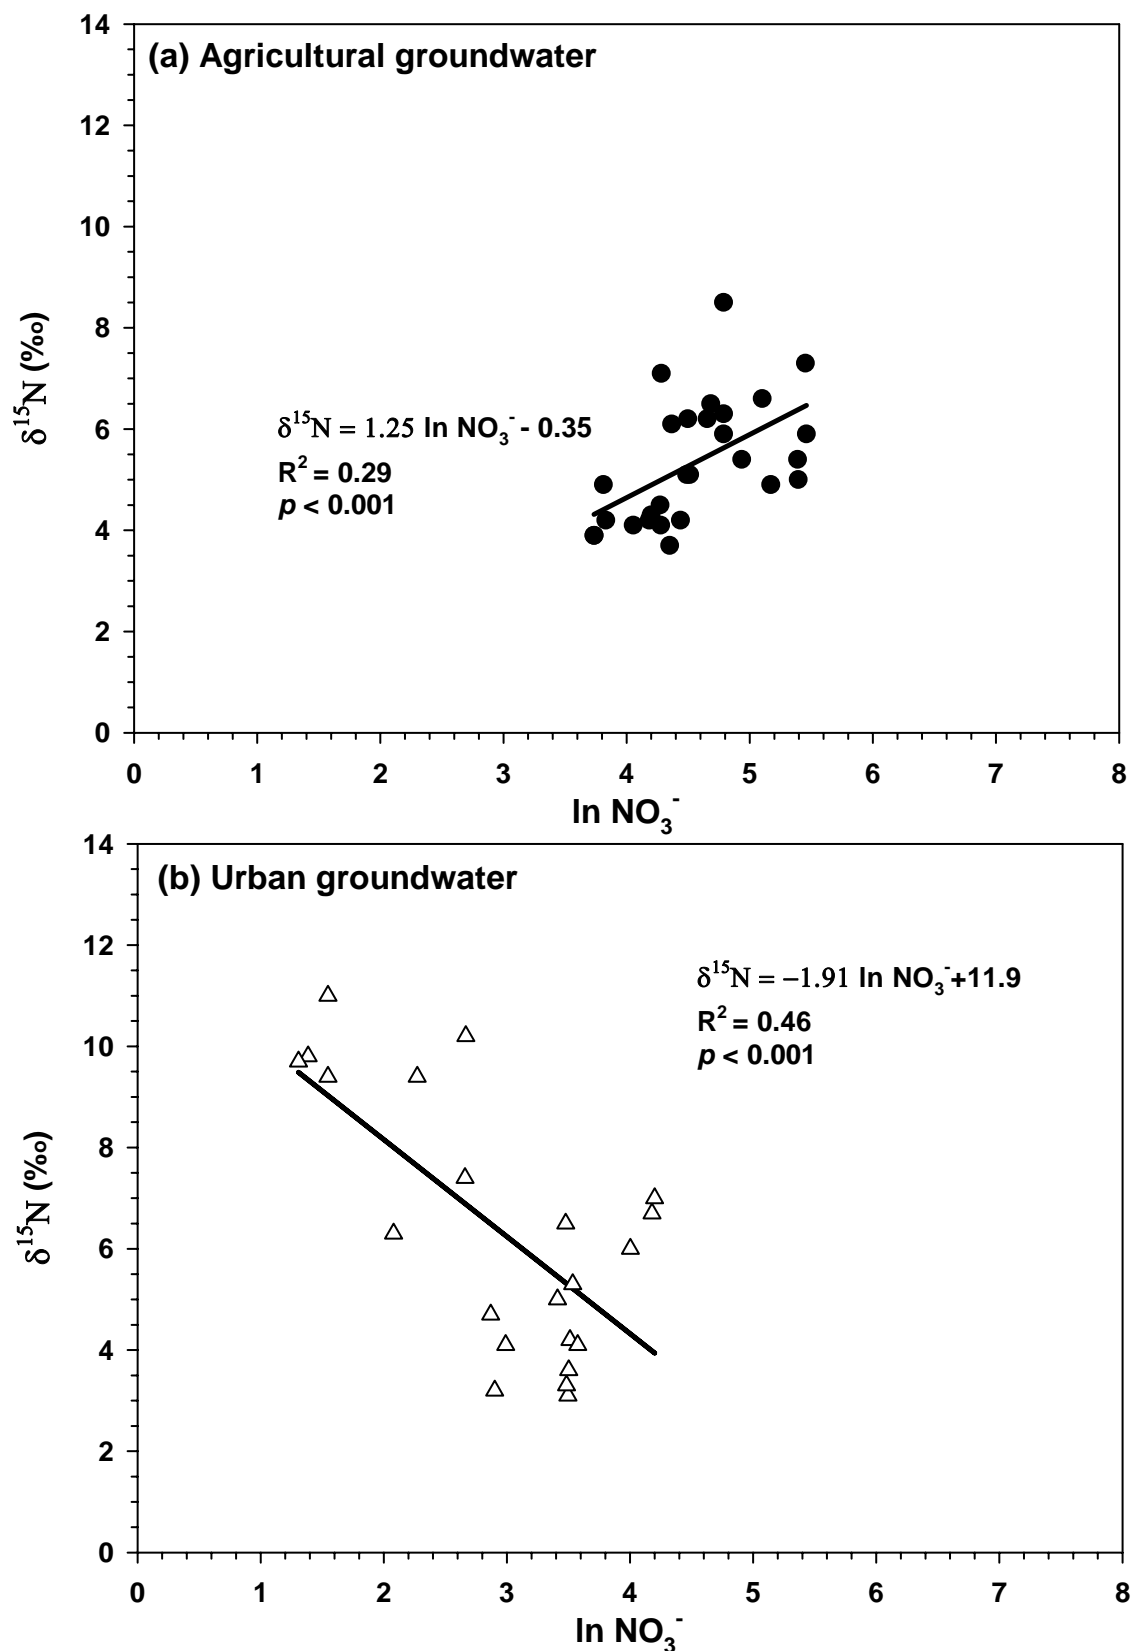 (a) Agricultural groundwater
14
12
10
8
6
4
2
0
δ¹⁵N (‰)
δ¹⁵N = 1.25 ln NO₃⁻ - 0.35
R² = 0.29
p < 0.001
0 1 2 3 4 5 6 7 8
ln NO₃⁻
(b) Urban groundwater
14
12
10
8
6
4
2
0
δ¹⁵N (‰)
δ¹⁵N = −1.91 ln NO₃⁻+11.9
R² = 0.46
p < 0.001
0 1 2 3 4 5 6 7 8
ln NO₃⁻